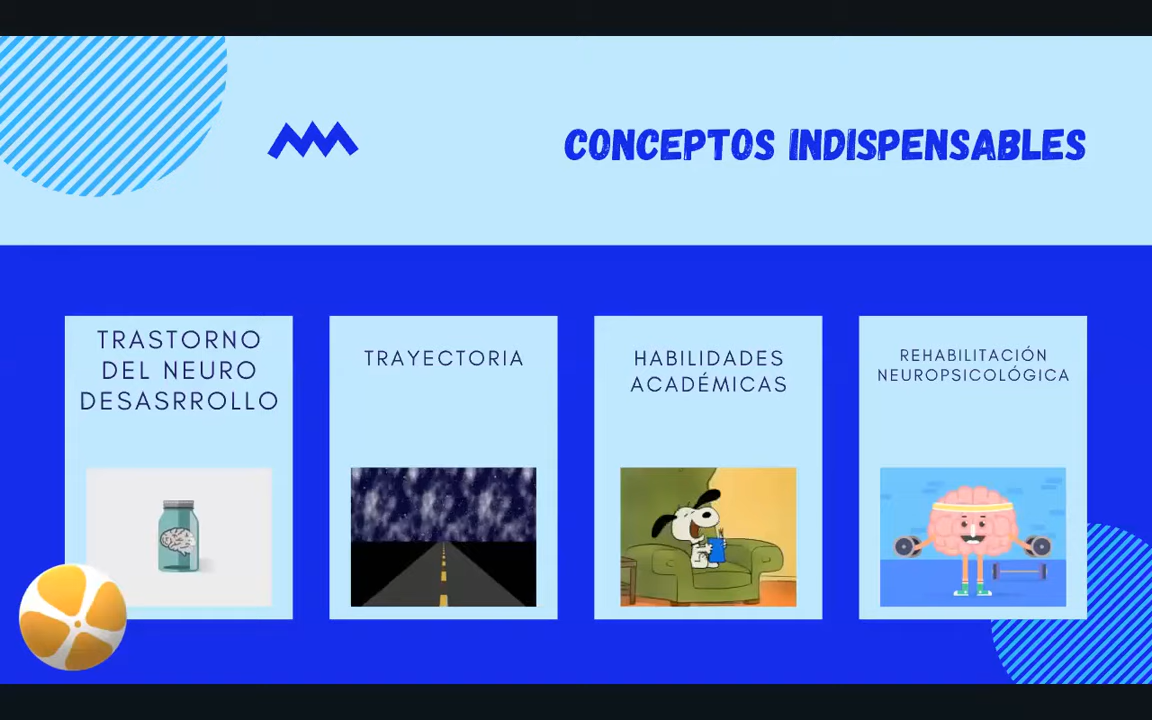 CONCEPTOS INDISPENSABLES
TRASTORNO
DEL NEURO
DESASRROLLO
TRAYECTORIA
HABILIDADES
ACADÉMICAS
REHABILITACIÓN
NEUROPSICOLÓGICA